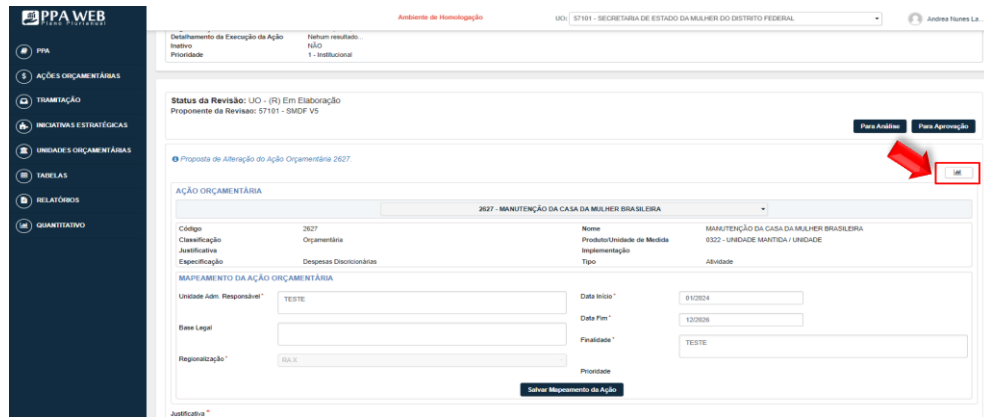 PPA WEB
Plano Plurianual
Ambiente de Homologação
UO: 57101 - SECRETARIA DE ESTADO DA MULHER DO DISTRITO FEDERAL
Andrea Nunes La...
PPA
AÇÕES ORÇAMENTÁRIAS
TRAMITAÇÃO
INICIATIVAS ESTRATÉGICAS
UNIDADES ORÇAMENTÁRIAS
TABELAS
RELATÓRIOS
QUANTITATIVO
Detalhamento da Execução da Ação Nehum resultado...
Inativo NÃO
Prioridade 1 - Institucional
Status da Revisão: UO - (R) Em Elaboração
Proponente da Revisao: 57101 - SMDF V5
Para Análise Para Aprovação
Proposta de Alteração do Ação Orçamentária 2627.
AÇÃO ORÇAMENTÁRIA
2627 - MANUTENÇÃO DA CASA DA MULHER BRASILEIRA
Código 2627 Nome MANUTENÇÃO DA CASA DA MULHER BRASILEIRA
Classificação Orçamentária Produto/Unidade de Medida 0322 - UNIDADE MANTIDA / UNIDADE
Justificativa Implementação
Especificação Despesas Discricionárias Tipo Atividade
MAPEAMENTO DA AÇÃO ORÇAMENTÁRIA
Unidade Adm. Responsável * TESTE Data Início * 01/2024
Data Fim * 12/2026
Base Legal
Finalidade * TESTE
Regionalização * RA X
Prioridade
Salvar Mapeamento da Ação
Justificativa *